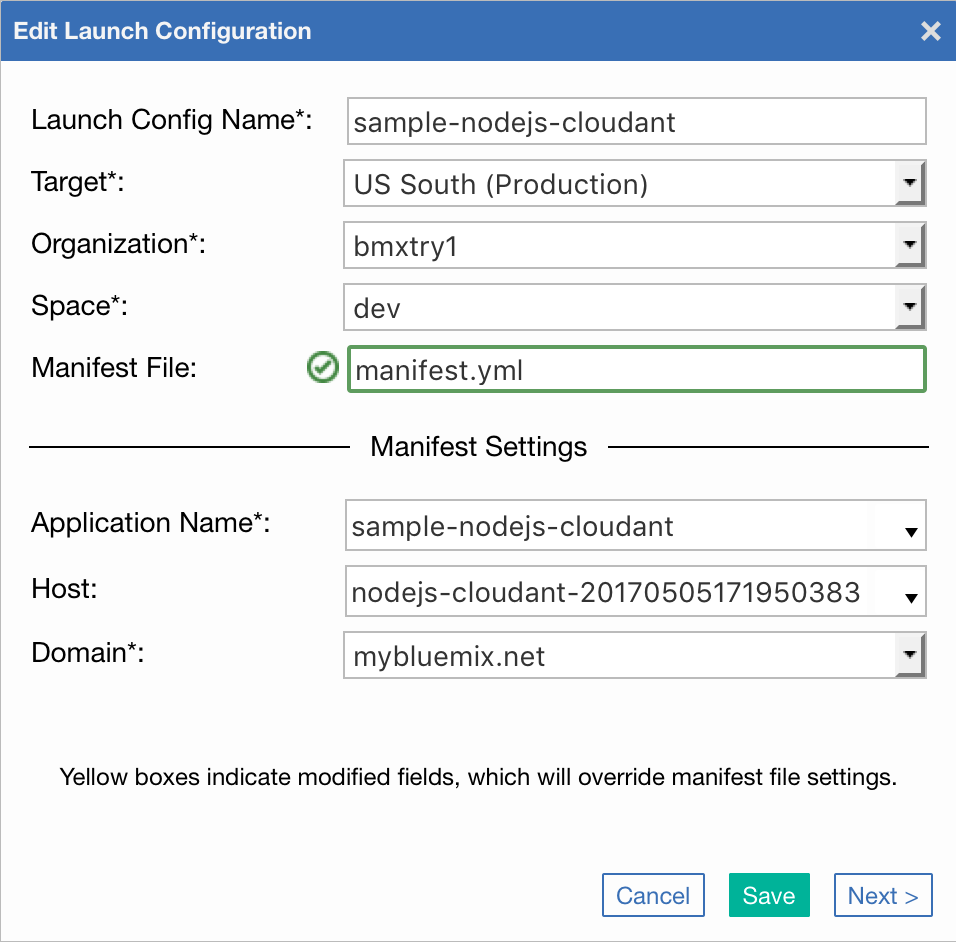 Edit Launch Configuration
Launch Config Name*: sample-nodejs-cloudant
Target*: US South (Production)
Organization*: bmxtry1
Space*: dev
Manifest File: manifest.yml
Manifest Settings
Application Name*: sample-nodejs-cloudant
Host: nodejs-cloudant-20170505171950383
Domain*: mybluemix.net
Yellow boxes indicate modified fields, which will override manifest file settings.
Cancel Save Next >